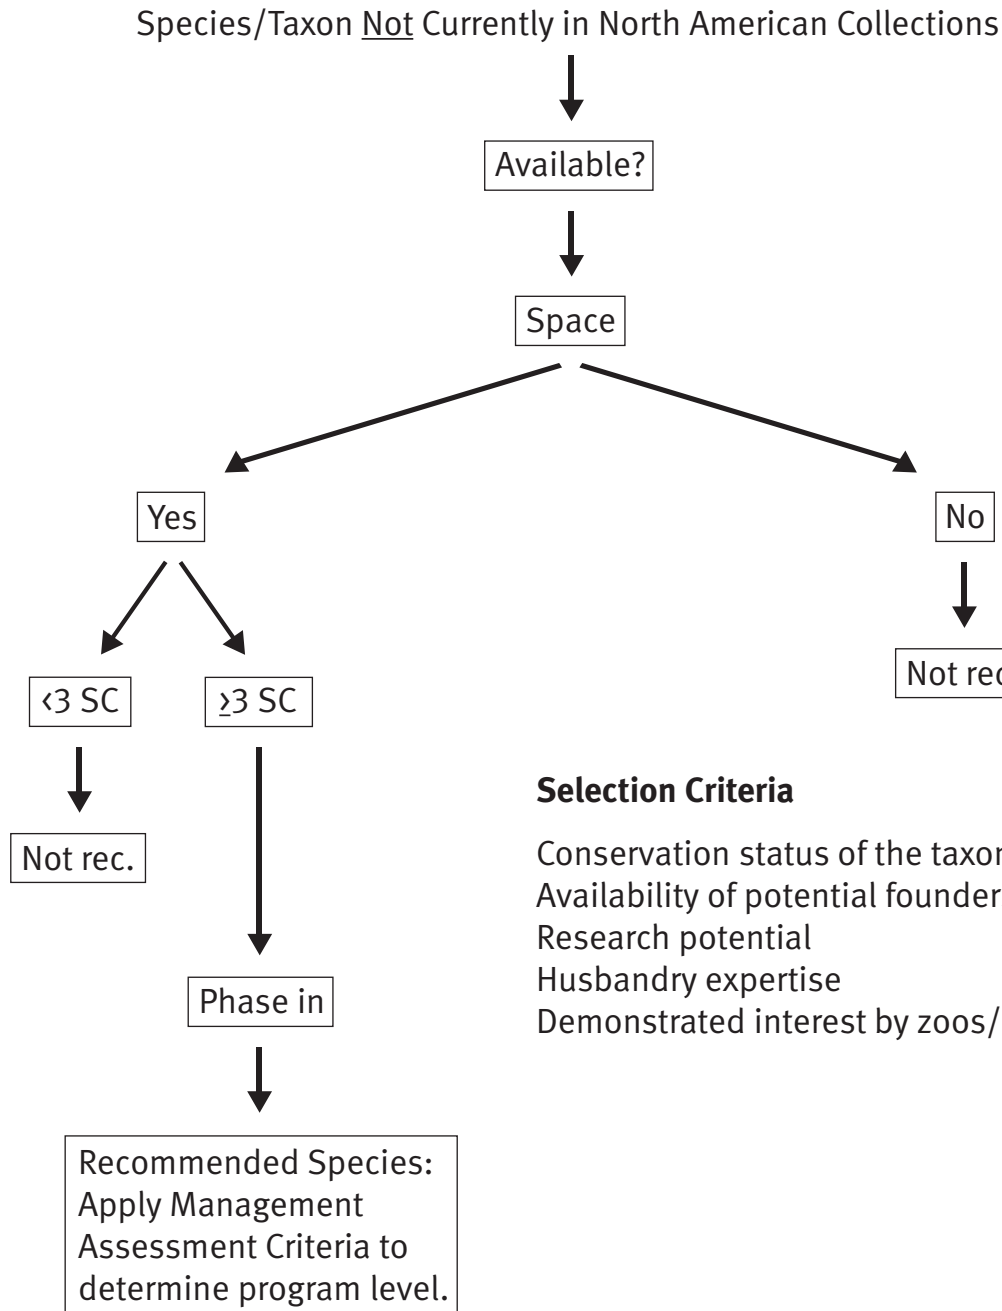 Species/Taxon Not Currently in North American Collections
Available?
Space
Yes
No
<3 SC
≥3 SC
Not rec
Not rec.
Selection Criteria
Conservation status of the taxon
Availability of potential founder
Research potential
Husbandry expertise
Demonstrated interest by zoos/
Phase in
Recommended Species:
Apply Management
Assessment Criteria to
determine program level.